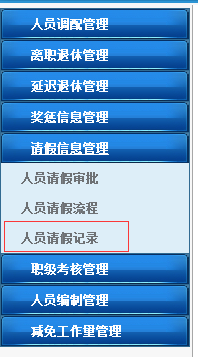 人员调配管理
离职退休管理
延迟退休管理
奖惩信息管理
请假信息管理
人员请假审批
人员请假流程
人员请假记录
职级考核管理
人员编制管理
减免工作量管理